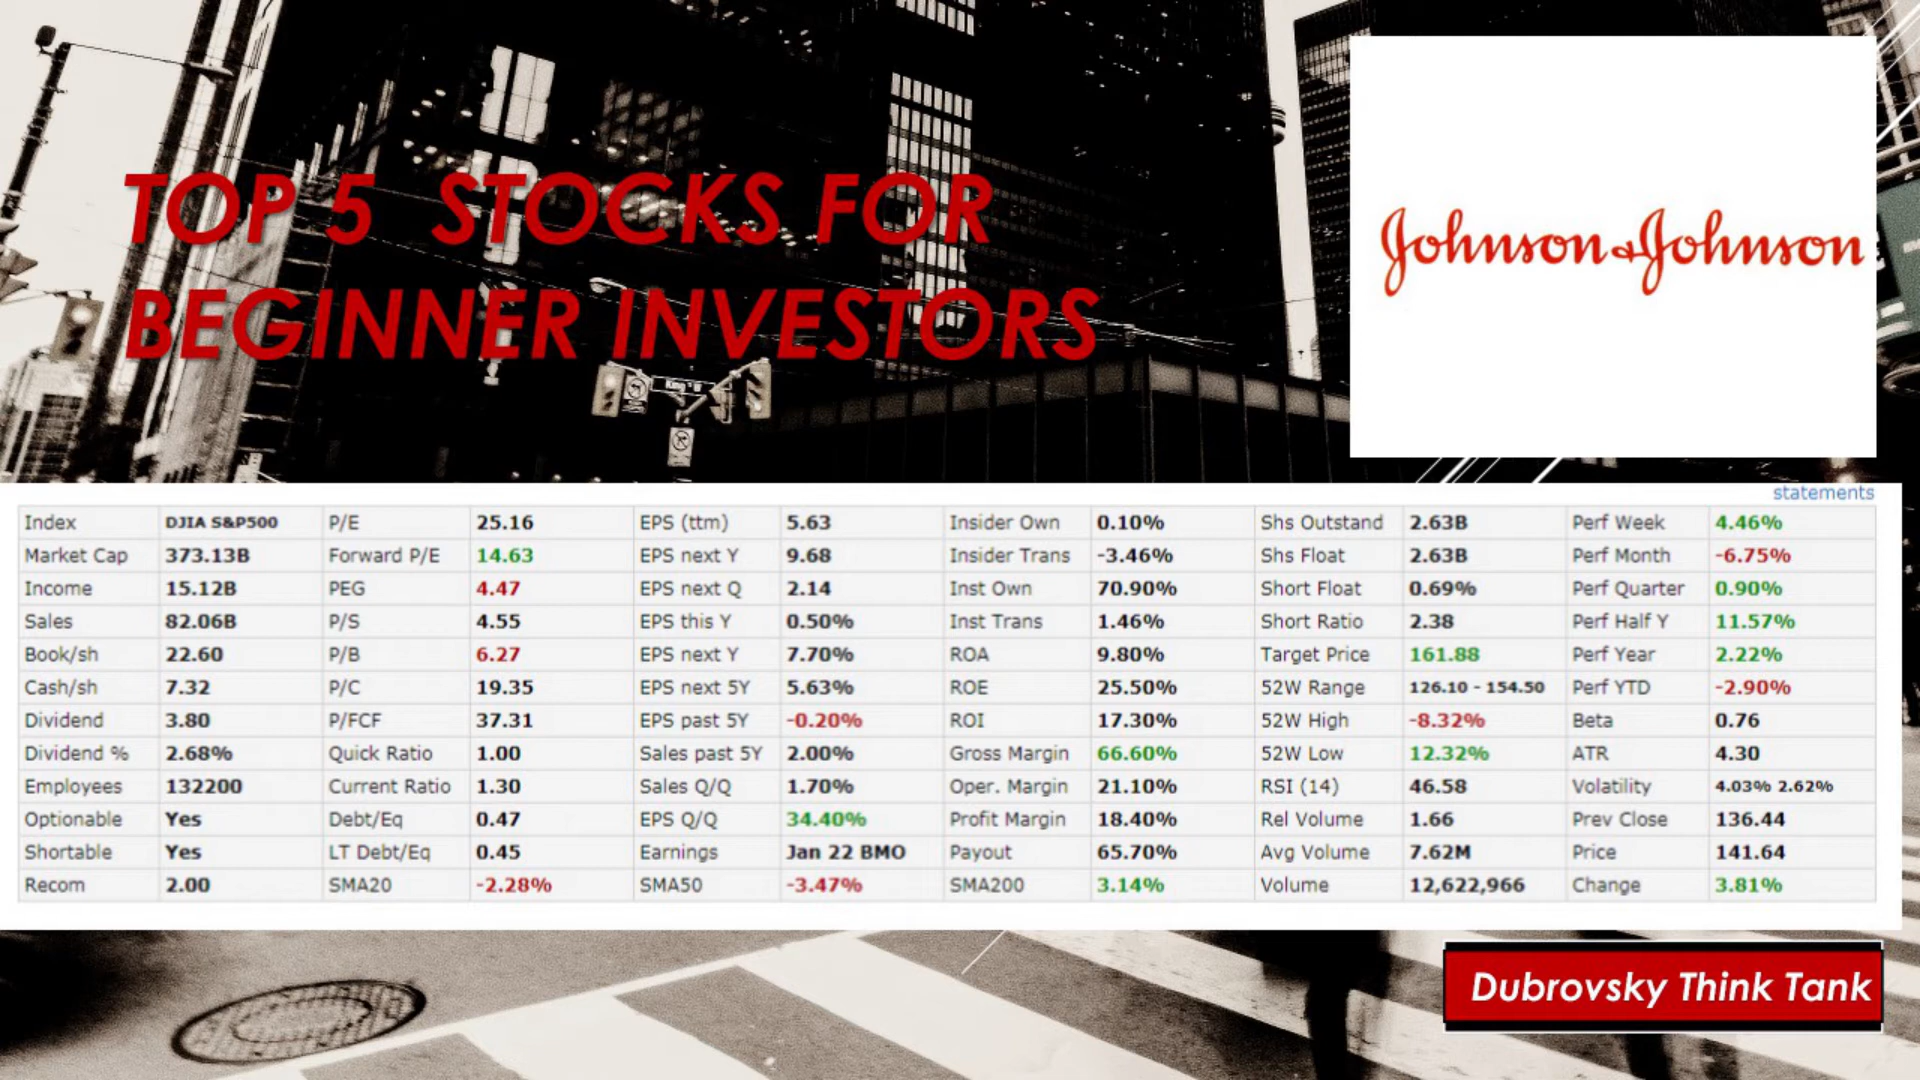 TOP 5 STOCKS FOR
BEGINNER INVESTORS
Johnson & Johnson
King W
statements
Index DJIA S&P500 P/E 25.16 EPS (ttm) 5.63 Insider Own 0.10% Shs Outstand 2.63B Perf Week 4.46%
Market Cap 373.13B Forward P/E 14.63 EPS next Y 9.68 Insider Trans -3.46% Shs Float 2.63B Perf Month -6.75%
Income 15.12B PEG 4.47 EPS next Q 2.14 Inst Own 70.90% Short Float 0.69% Perf Quarter 0.90%
Sales 82.06B P/S 4.55 EPS this Y 0.50% Inst Trans 1.46% Short Ratio 2.38 Perf Half Y 11.57%
Book/sh 22.60 P/B 6.27 EPS next Y 7.70% ROA 9.80% Target Price 161.88 Perf Year 2.22%
Cash/sh 7.32 P/C 19.35 EPS next 5Y 5.63% ROE 25.50% 52W Range 126.10 - 154.50 Perf YTD -2.90%
Dividend 3.80 P/FCF 37.31 EPS past 5Y -0.20% ROI 17.30% 52W High -8.32% Beta 0.76
Dividend % 2.68% Quick Ratio 1.00 Sales past 5Y 2.00% Gross Margin 66.60% 52W Low 12.32% ATR 4.30
Employees 132200 Current Ratio 1.30 Sales Q/Q 1.70% Oper. Margin 21.10% RSI (14) 46.58 Volatility 4.03% 2.62%
Optionable Yes Debt/Eq 0.47 EPS Q/Q 34.40% Profit Margin 18.40% Rel Volume 1.66 Prev Close 136.44
Shortable Yes LT Debt/Eq 0.45 Earnings Jan 22 BMO Payout 65.70% Avg Volume 7.62M Price 141.64
Recom 2.00 SMA20 -2.28% SMA50 -3.47% SMA200 3.14% Volume 12,622,966 Change 3.81%
Dubrovsky Think Tank